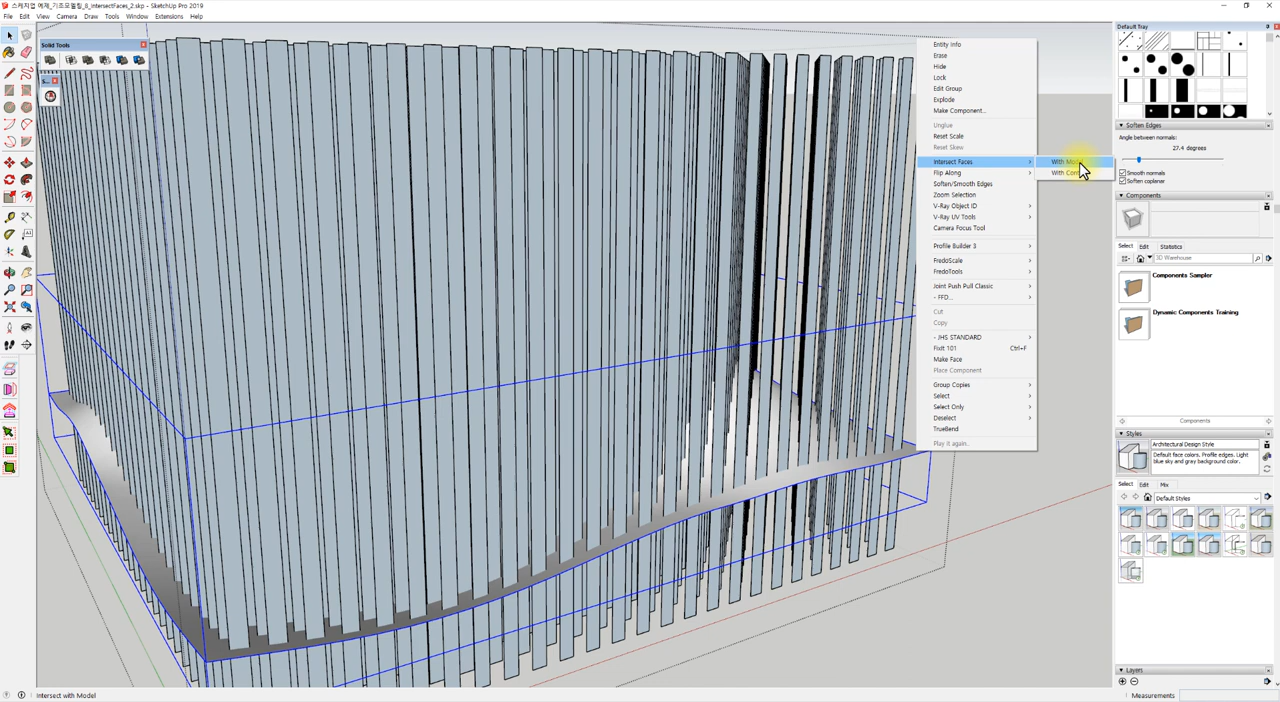 스케치업 예제_기초모델링_8_IntersectFaces_2.skp - SketchUp Pro 2019
File Edit View Camera Draw Tools Window Extensions Help
Solid Tools
S...
Entity Info
Erase
Hide
Lock
Edit Group
Explode
Make Component...
Unglue
Reset Scale
Reset Skew
Intersect Faces
With Mod
With Con
Flip Along
Soften/Smooth Edges
Zoom Selection
V-Ray Object ID
V-Ray UV Tools
Camera Focus Tool
Profile Builder 3
FredoScale
FredoTools
Joint Push Pull Classic
- FFD...
Cut
Copy
- JHS STANDARD
Fixit 101 Ctrl+F
Make Face
Place Component
Group Copies
Select
Select Only
Deselect
TrueBend
Play it again..
Default Tray
Soften Edges
Angle between normals:
27.4 degrees
Smooth normals
Soften coplanar
Components
Select Edit Statistics
3D Warehouse
Components Sampler
Dynamic Components Training
Components
Styles
Architectural Design Style
Default face colors. Profile edges. Light
blue sky and gray background color.
Select Edit Mix
Default Styles
Layers
Intersect with Model
Measurements